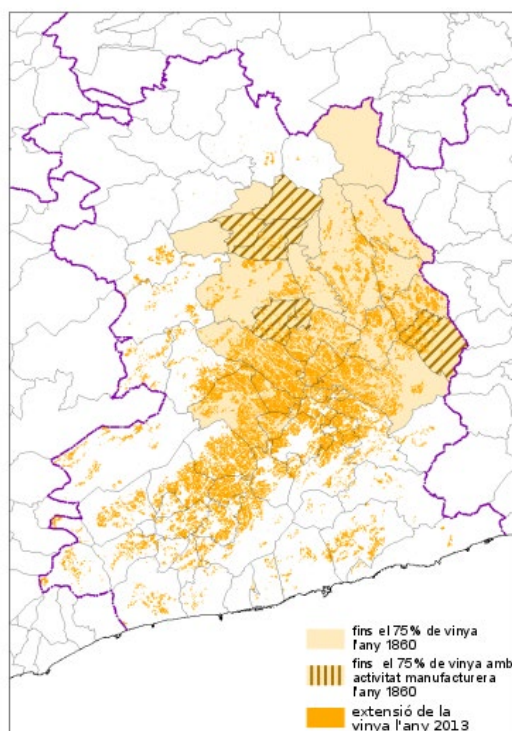 fins el 75% de vinya
l'any 1860
fins el 75% de vinya amb
activitat manufacturera
l'any 1860
extensió de la
vinya l'any 2013